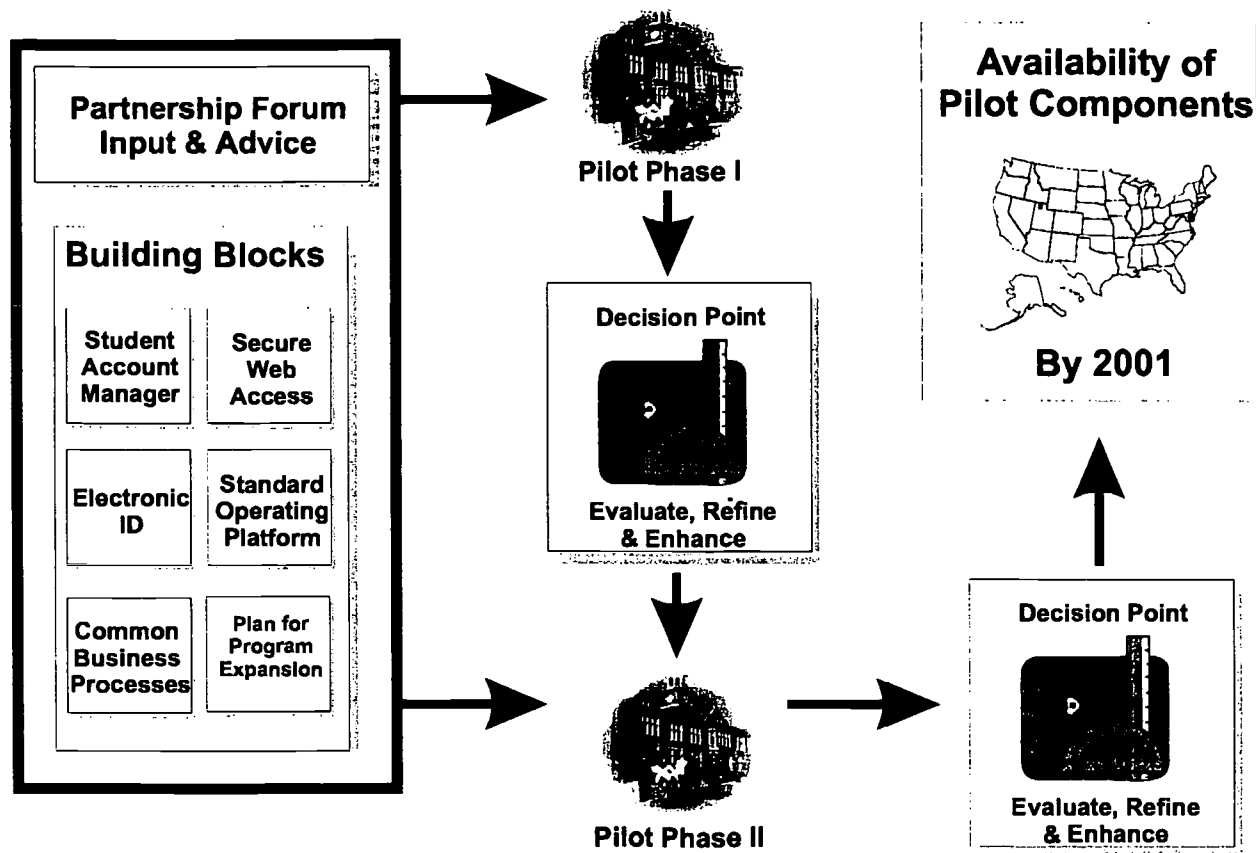 Partnership Forum
Input & Advice
Building Blocks
Student
Account
Manager
Secure
Web
Access
Electronic
ID
Standard
Operating
Platform
Common
Business
Processes
Plan for
Program
Expansion
Pilot Phase I
Decision Point
Evaluate, Refine
& Enhance
Pilot Phase II
Decision Point
Evaluate, Refine
& Enhance
Availability of
Pilot Components
By 2001